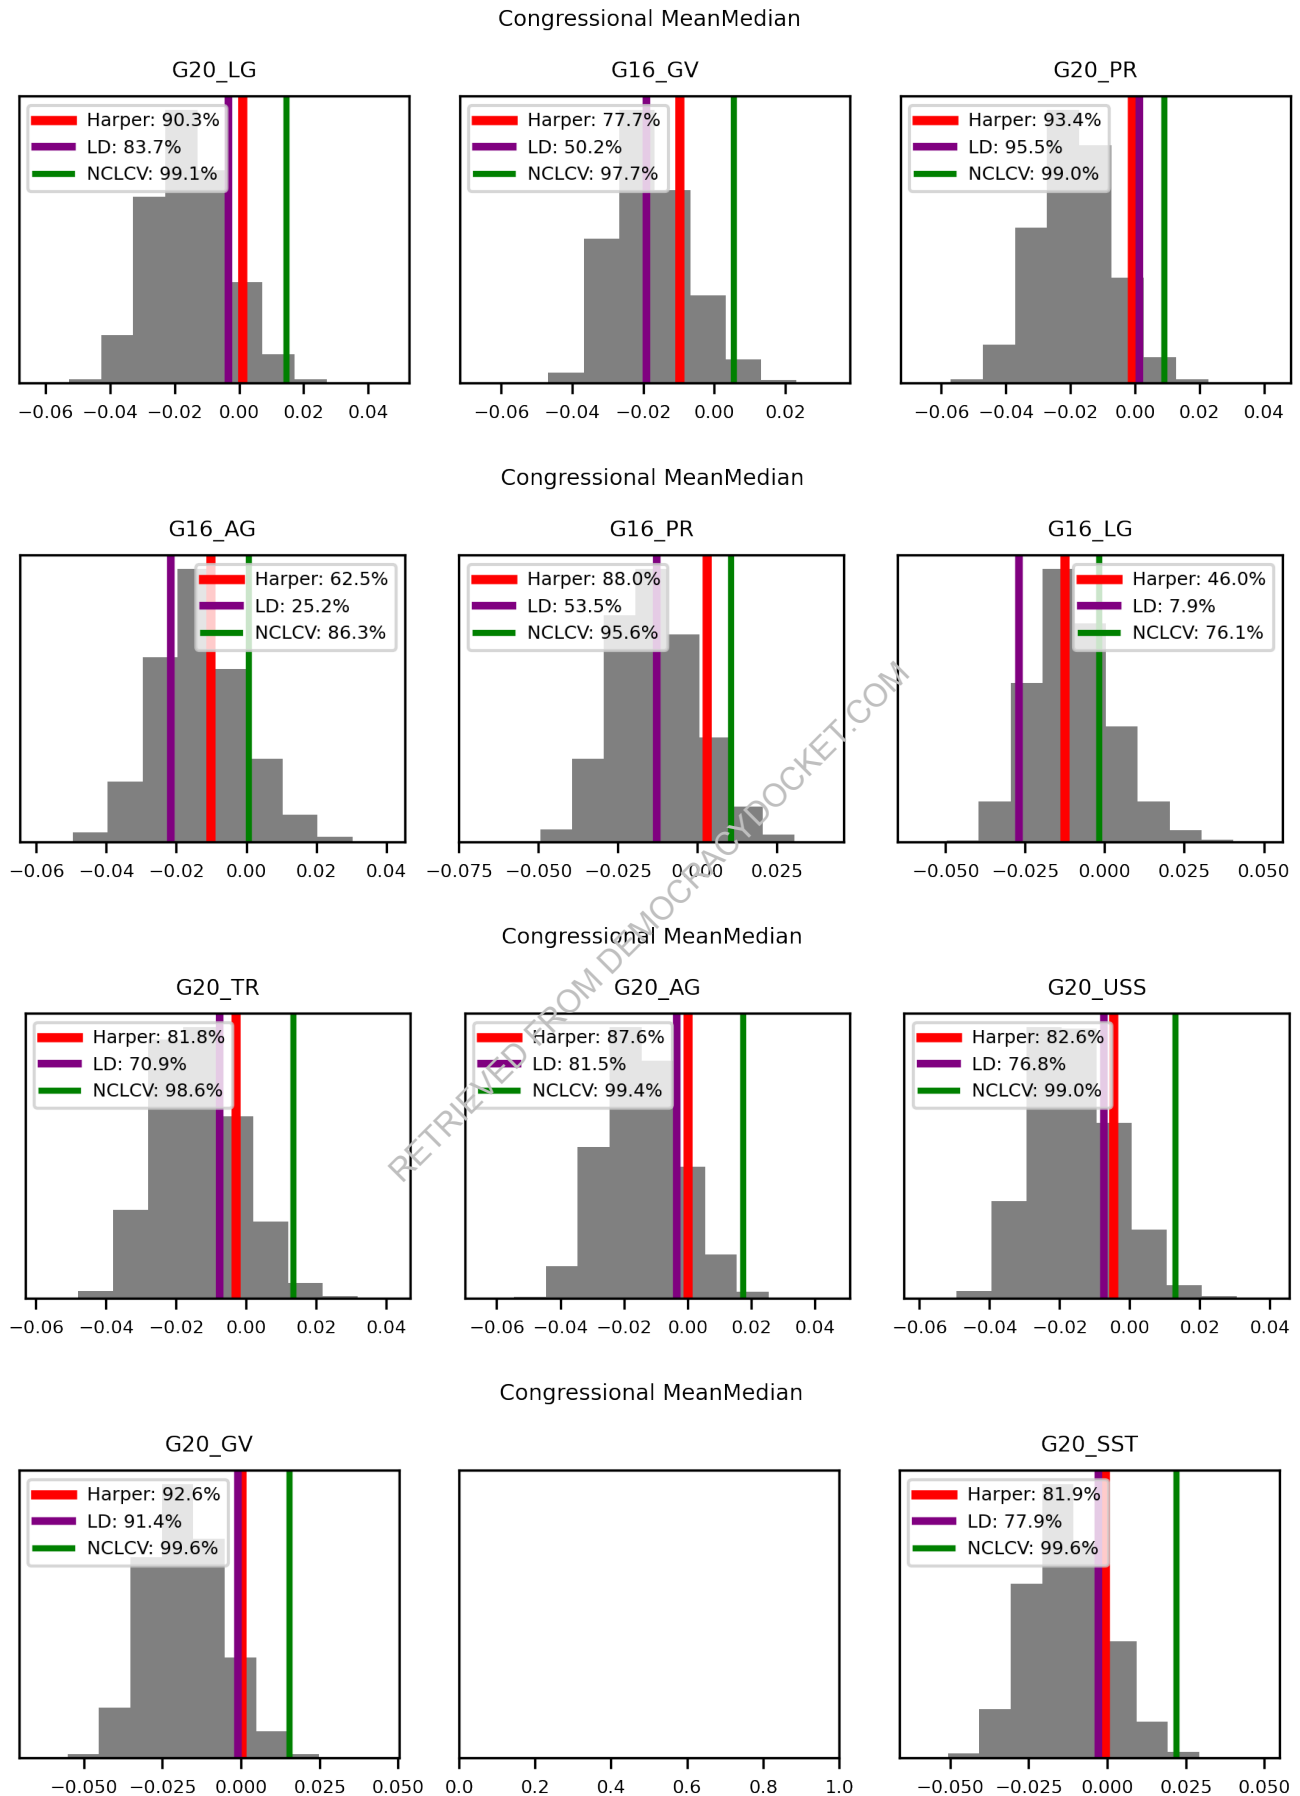 Congressional MeanMedian
G20_LG
G16_GV
G20_PR
Harper: 90.3%
LD: 83.7%
NCLCV: 99.1%
Harper: 77.7%
LD: 50.2%
NCLCV: 97.7%
Harper: 93.4%
LD: 95.5%
NCLCV: 99.0%
−0.06 −0.04 −0.02 0.00 0.02 0.04
−0.06 −0.04 −0.02 0.00 0.02
−0.06 −0.04 −0.02 0.00 0.02 0.04
Congressional MeanMedian
G16_AG
G16_PR
G16_LG
Harper: 62.5%
LD: 25.2%
NCLCV: 86.3%
Harper: 88.0%
LD: 53.5%
NCLCV: 95.6%
Harper: 46.0%
LD: 7.9%
NCLCV: 76.1%
−0.06 −0.04 −0.02 0.00 0.02 0.04
−0.075 −0.050 −0.025 0.000 0.025
−0.050 −0.025 0.000 0.025 0.050
RETRIEVED FROM DEMOCRACYDOCKET.COM
Congressional MeanMedian
G20_TR
G20_AG
G20_USS
Harper: 81.8%
LD: 70.9%
NCLCV: 98.6%
Harper: 87.6%
LD: 81.5%
NCLCV: 99.4%
Harper: 82.6%
LD: 76.8%
NCLCV: 99.0%
−0.06 −0.04 −0.02 0.00 0.02 0.04
−0.06 −0.04 −0.02 0.00 0.02 0.04
−0.06 −0.04 −0.02 0.00 0.02 0.04
Congressional MeanMedian
G20_GV
G20_SST
Harper: 92.6%
LD: 91.4%
NCLCV: 99.6%
Harper: 81.9%
LD: 77.9%
NCLCV: 99.6%
−0.050 −0.025 0.000 0.025 0.050
0.0 0.2 0.4 0.6 0.8 1.0
−0.050 −0.025 0.000 0.025 0.050